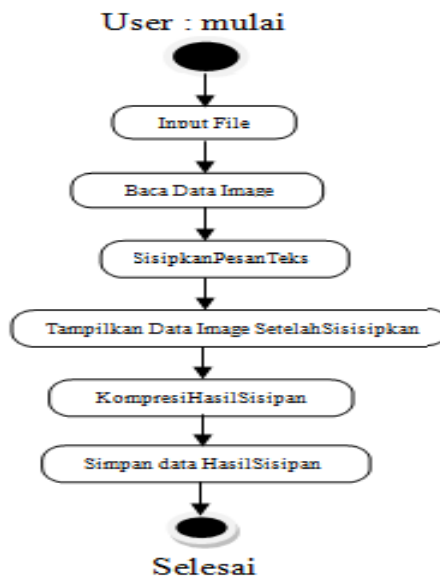 User : mulai
Input File
Baca Data Image
SisipkanPesanTeks
Tampilkan Data Image SetelahSisisipkan
KompresiHasilSisipan
Simpan data HasilSisipan
Selesai